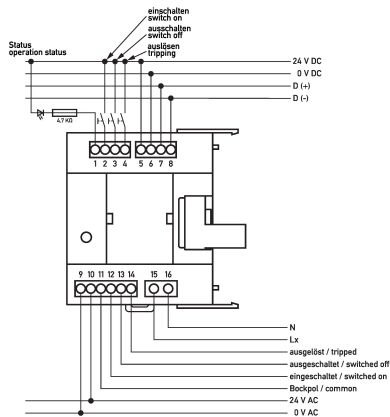 einschalten
switch on
ausschalten
switch off
auslösen
tripping
Status
operation status
24 V DC
0 V DC
D (+)
D (-)
4,7 KΩ
1 2 3 4 5 6 7 8
9 10 11 12 13 14 15 16
N
Lx
ausgelöst / tripped
ausgeschaltet / switched off
eingeschaltet / switched on
Bockpol / common
24 V AC
0 V AC